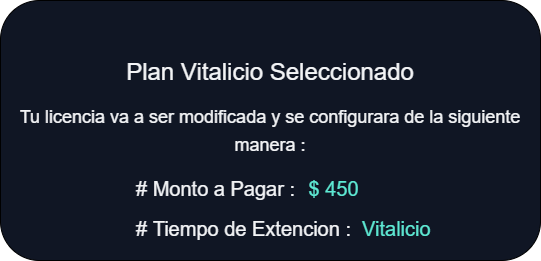 Plan Vitalicio Seleccionado
Tu licencia va a ser modificada y se configurara de la siguiente
manera :
# Monto a Pagar : $ 450
# Tiempo de Extencion : Vitalicio